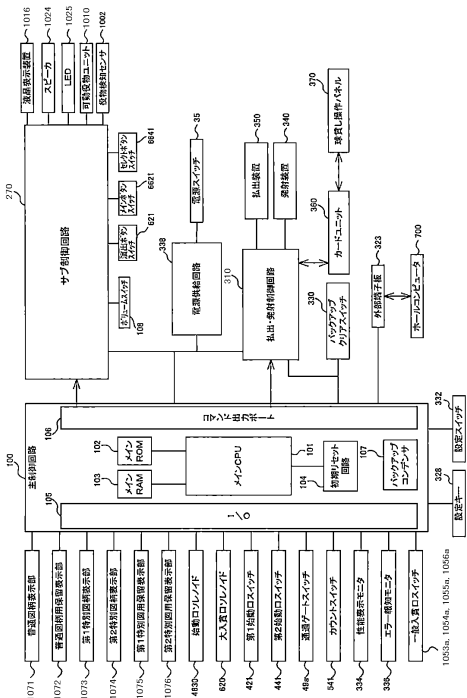 1071
普通図柄表示部
1072
普通図柄用保留表示部
1073
第1特別図柄表示部
1074
第2特別図柄表示部
1075
第1特別図柄用保留表示部
1076
第2特別図柄用保留表示部
4630
始動口ソレノイド
620
大入賞口ソレノイド
421
第1始動口スイッチ
441
第2始動口スイッチ
49a
通過ゲートスイッチ
541
カウントスイッチ
334
性能表示モニタ
336
エラー報知モニタ
一般入賞口スイッチ
1053a, 1054a, 1055a, 1056a
100
主制御回路
105
I/O
103
メイン
RAM
102
メイン
ROM
メインCPU
101
104
初期リセット
回路
107
バックアップ
コンデンサ
106
コマンド出力ポート
328
設定キー
332
設定スイッチ
270
サブ制御回路
108
ボリュームスイッチ
621
演出ボタン
スイッチ
6621
メインボタン
スイッチ
6641
セレクトボタン
スイッチ
1016
液晶表示装置
1024
スピーカ
1025
LED
1010
可動役物ユニット
1002
役物検知センサ
338
電源供給回路
35
電源スイッチ
310
払出・発射制御回路
350
払出装置
340
発射装置
360
カードユニット
370
球貸し操作パネル
330
バックアップ
クリアスイッチ
323
外部端子板
700
ホールコンピュータ